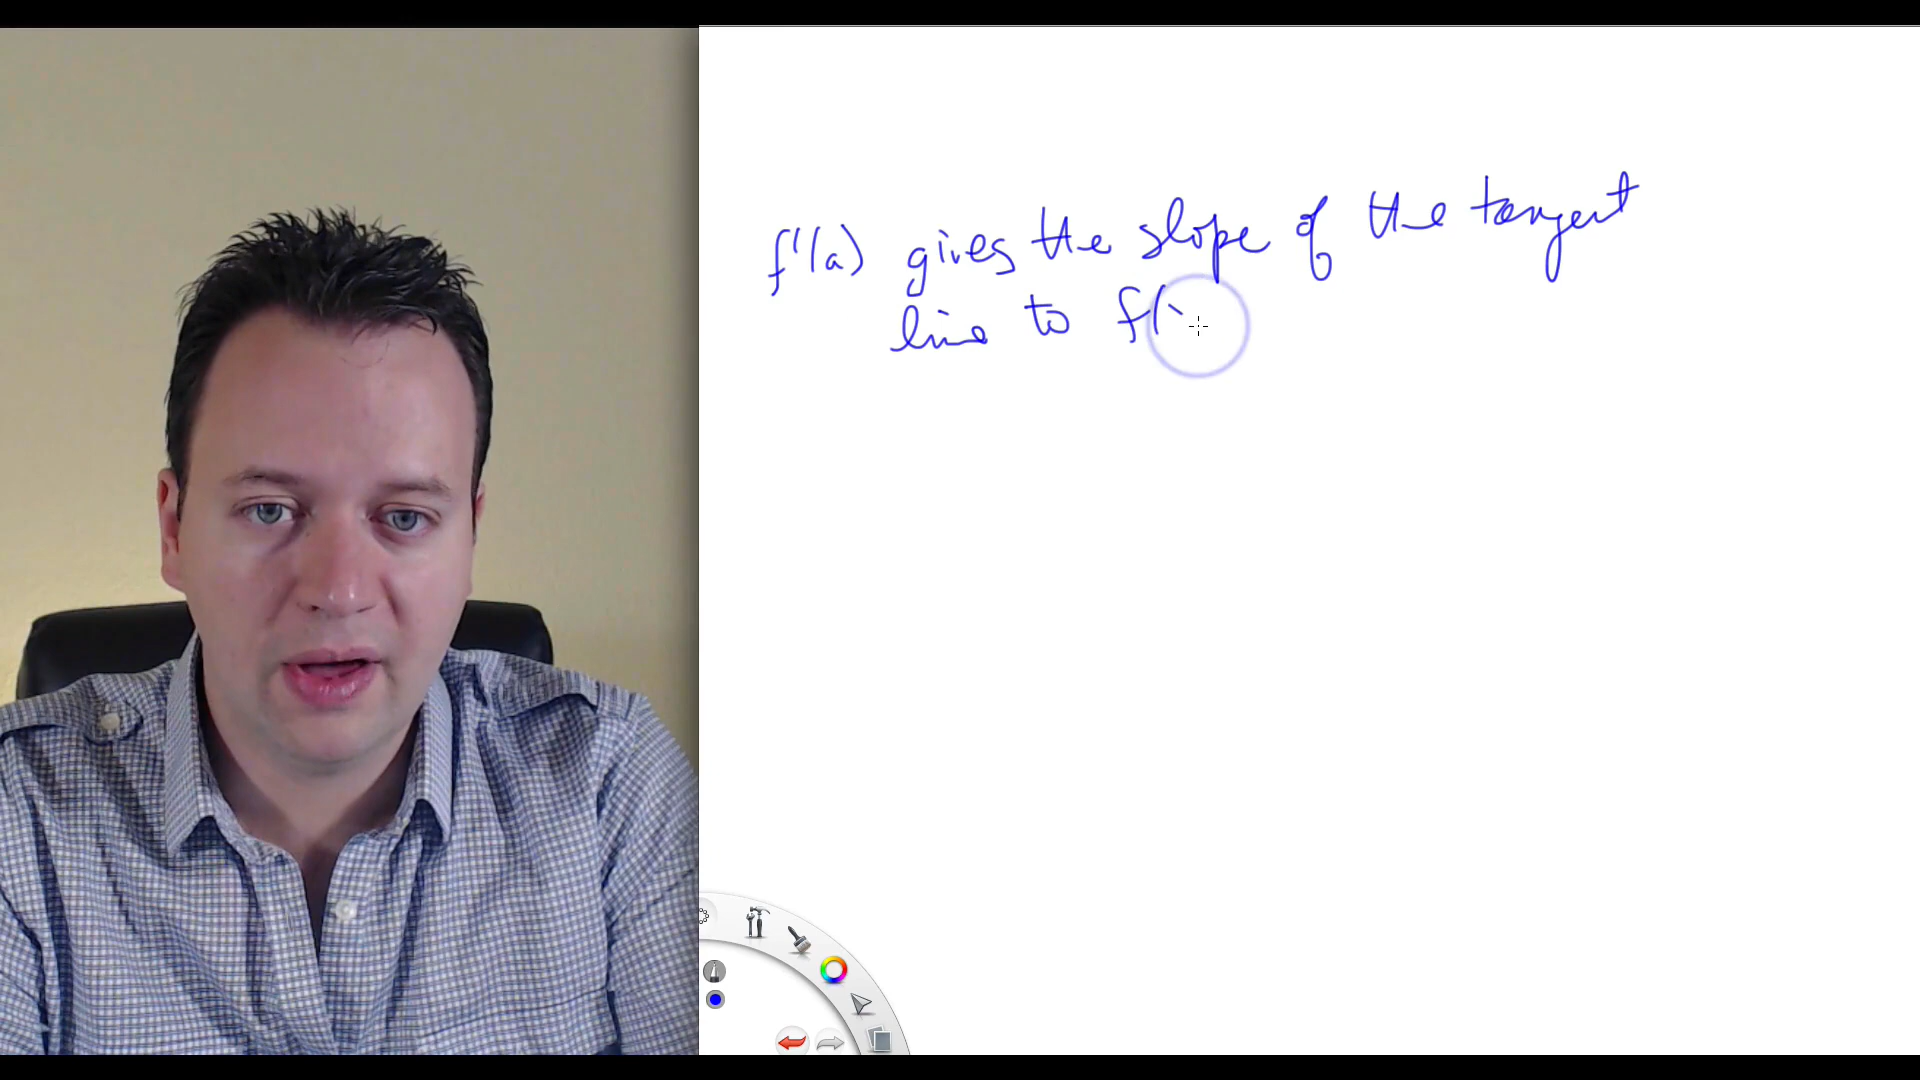 f'(a) gives the slope of the tangent
line to f(